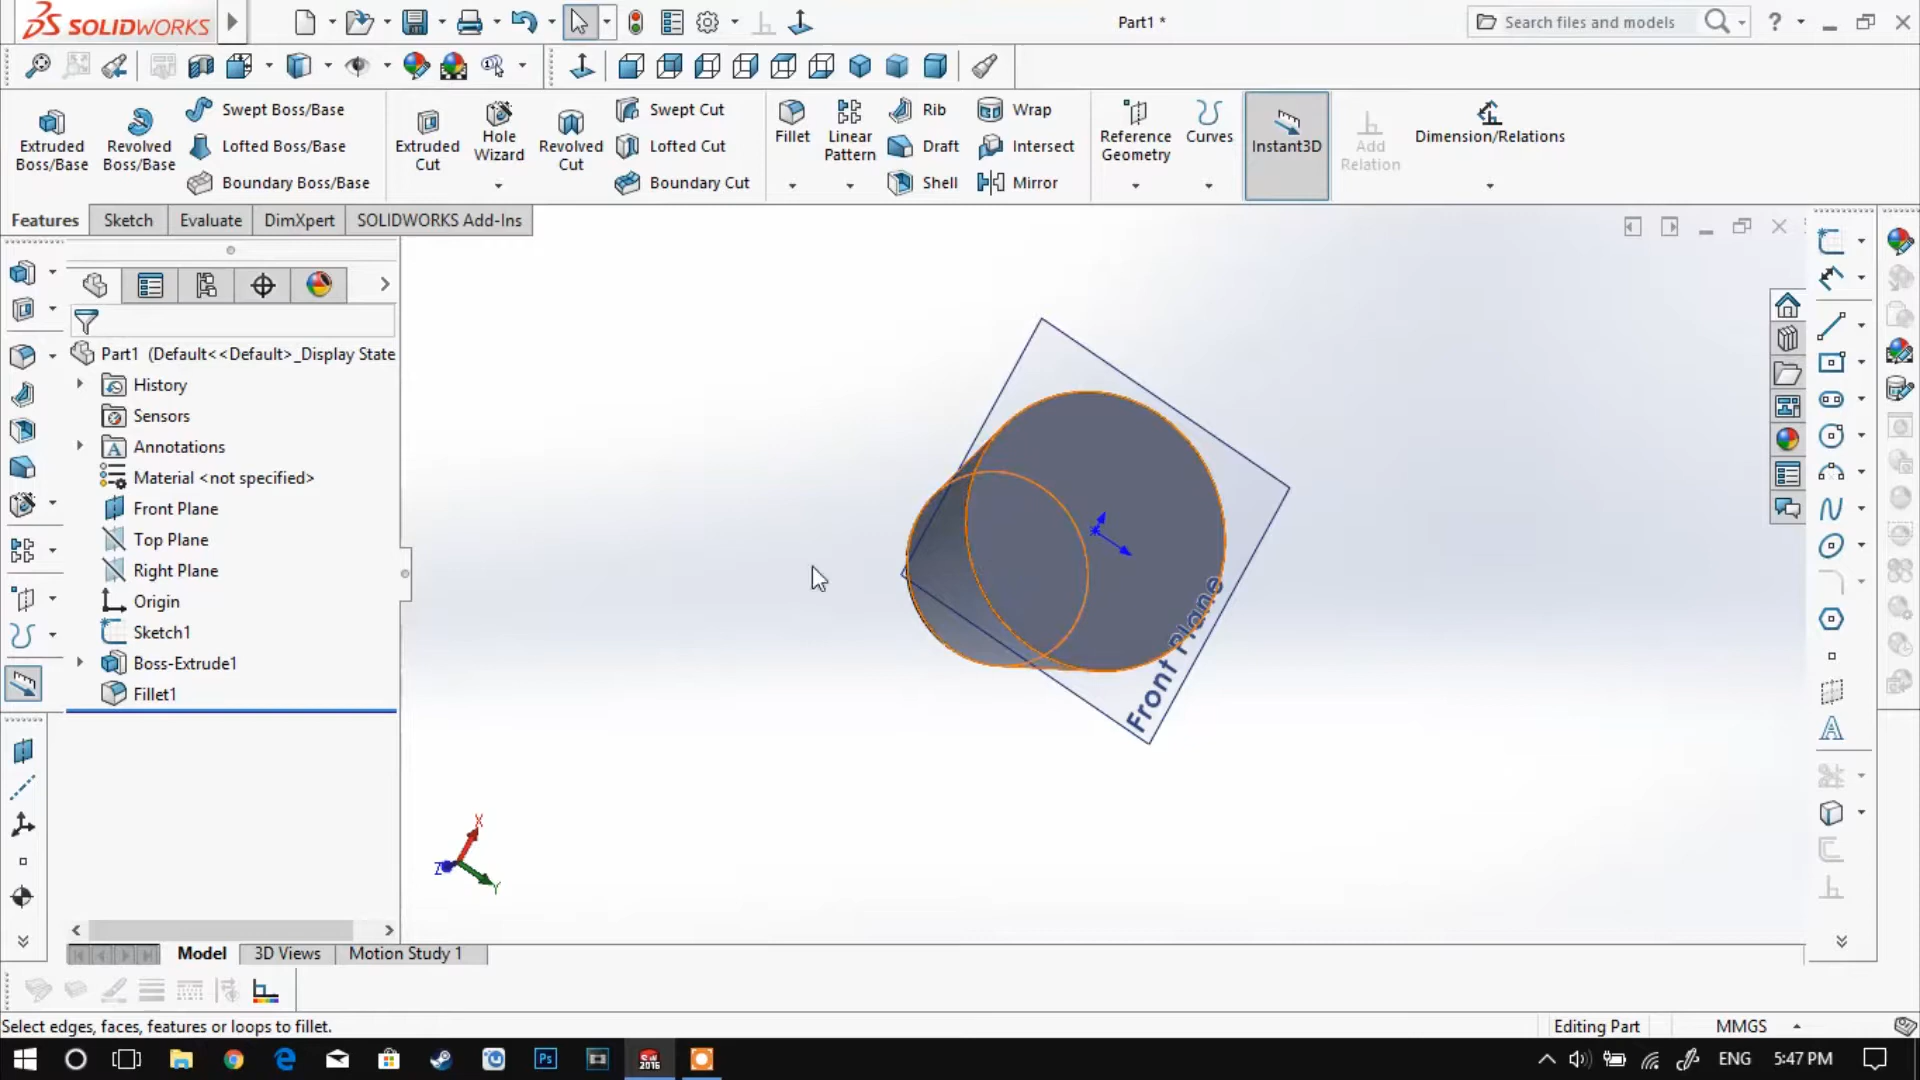 SOLIDWORKS
Part1 *
Search files and models
?
Extruded
Boss/Base
Revolved
Boss/Base
Swept Boss/Base
Lofted Boss/Base
Boundary Boss/Base
Extruded
Cut
Hole
Wizard
Revolved
Cut
Swept Cut
Lofted Cut
Boundary Cut
Fillet
Linear
Pattern
Rib
Draft
Shell
Wrap
Intersect
Mirror
Reference
Geometry
Curves
Instant3D
Add
Relation
Dimension/Relations
Features
Sketch
Evaluate
DimXpert
SOLIDWORKS Add-Ins
Part1 (Default<<Default>_Display State
History
Sensors
Annotations
Material <not specified>
Front Plane
Top Plane
Right Plane
Origin
Sketch1
Boss-Extrude1
Fillet1
Front Plane
X
Z
Y
Model
3D Views
Motion Study 1
Select edges, faces, features or loops to fillet.
Editing Part
MMGS
Ps
SW
2016
ENG
5:47 PM